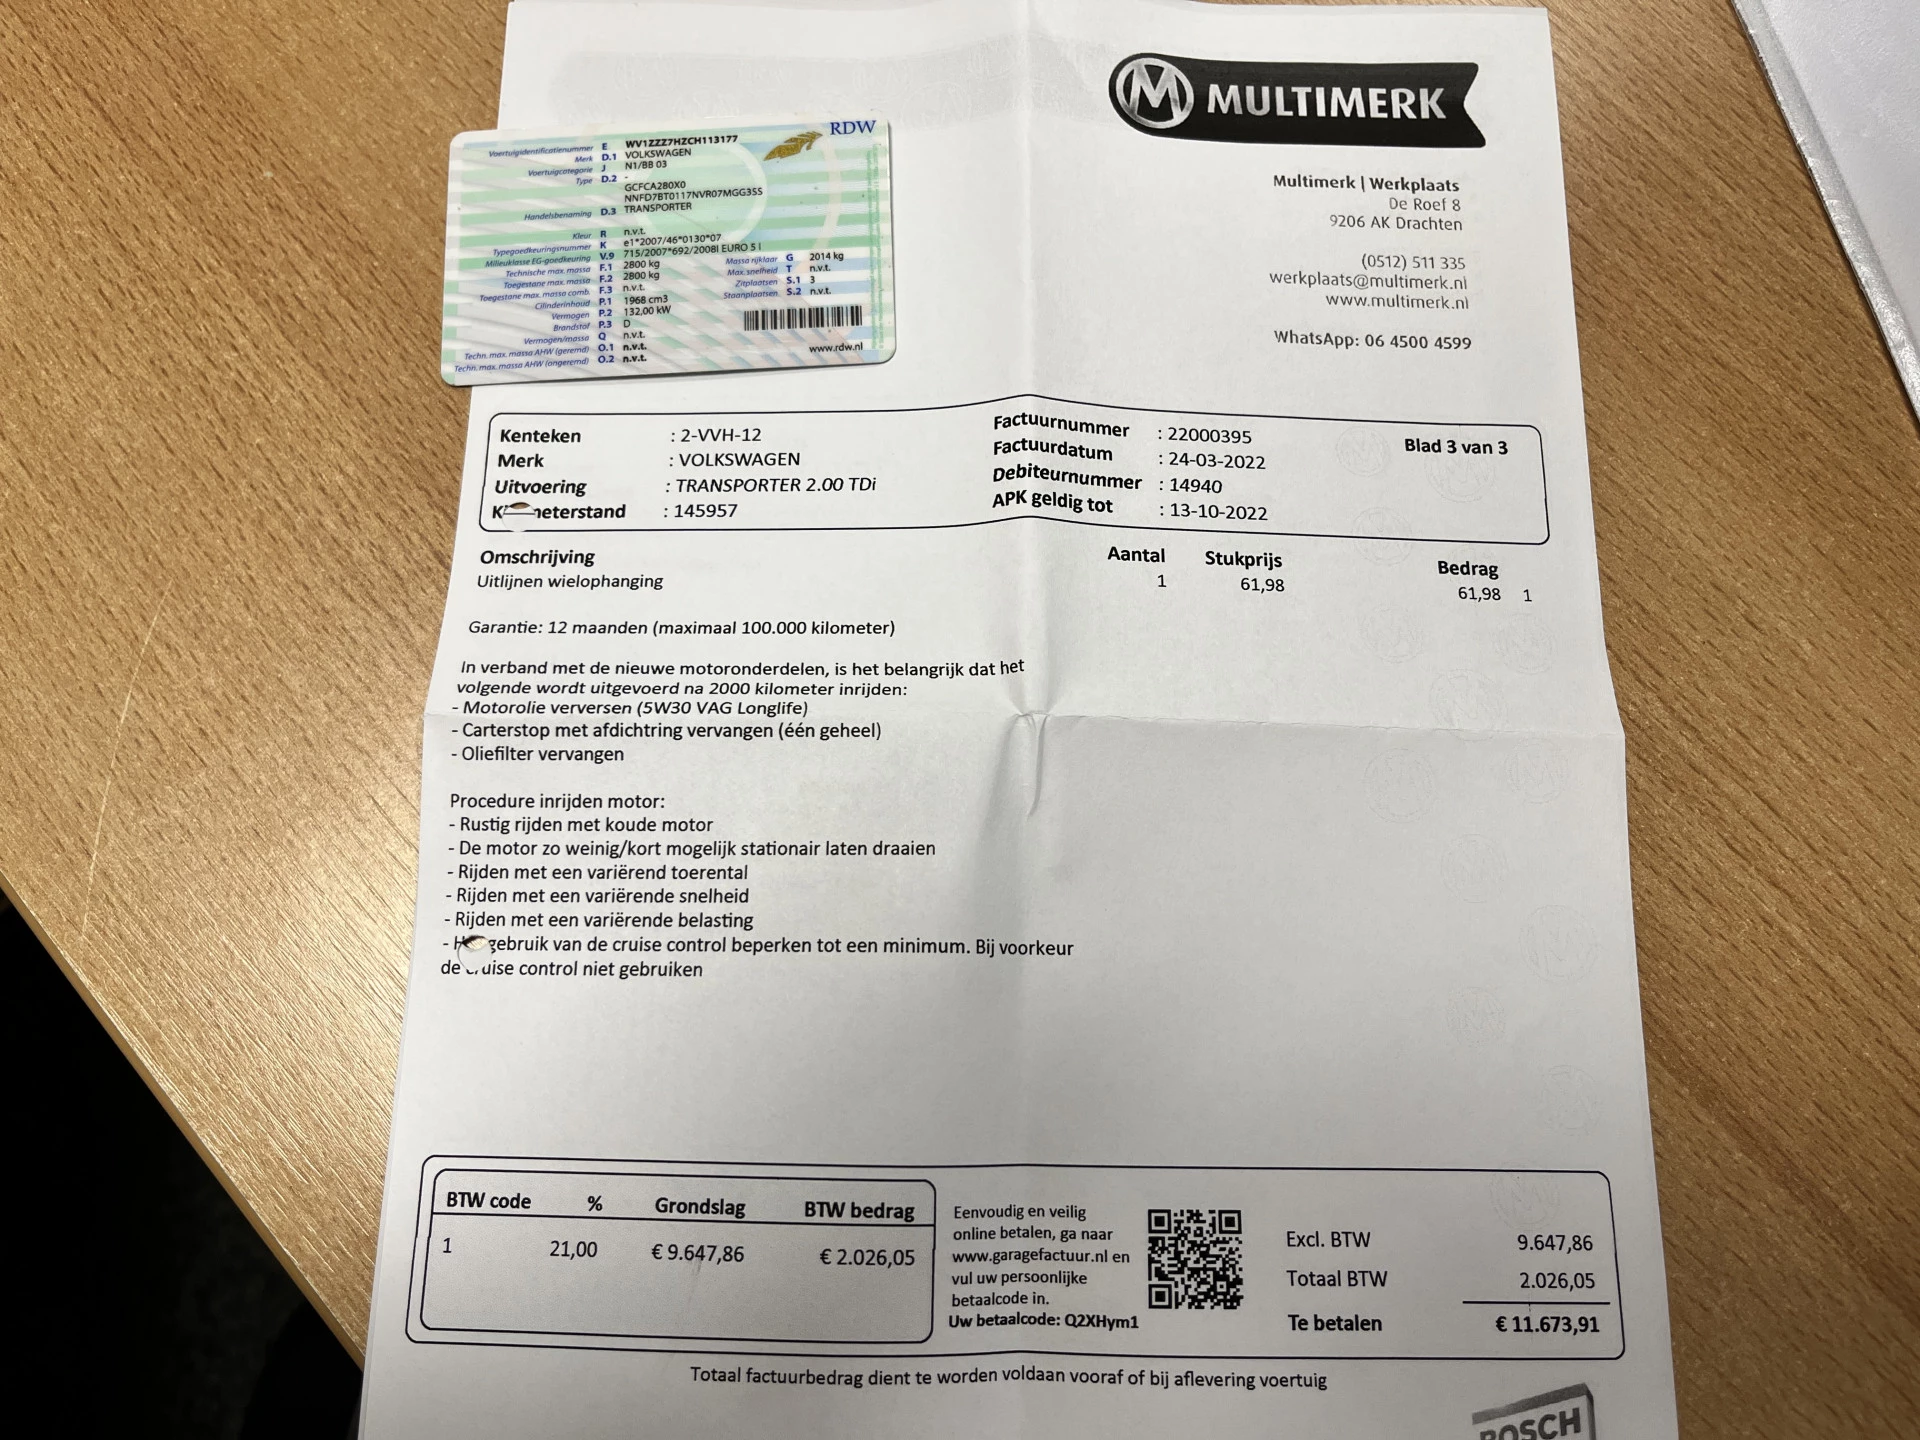 MULTIMERK
RDW
Voertuigidentificatienummer E WV1ZZZ7HZCH113177
Merk D.1 VOLKSWAGEN
Voertuigcategorie J N1/BB 03
Type D.2 -
GCFCA280X0
NNFD7BT0117NVR07MGG3SS
Handelsbenaming D.3 TRANSPORTER
Kleur R n.v.t.
Typegoedkeuringsnummer K e1*2007/46*0130*07
Milieuklasse EG-goedkeuring V.9 715/2007*692/2008I EURO 5 I
Technische max. massa F.1 2800 kg
Toegestane max. massa F.2 2800 kg
Toegestane max. massa comb. F.3 n.v.t.
Cilinderinhoud P.1 1968 cm3
Vermogen P.2 132,00 kW
Brandstof P.3 D
Vermogen/massa Q n.v.t.
Techn. max. massa AHW (geremd) O.1 n.v.t.
Techn. max. massa AHW (ongeremd) O.2 n.v.t.
Massa rijklaar G 2014 kg
Max. snelheid T n.v.t.
Zitplaatsen S.1 3
Staanplaatsen S.2 n.v.t.
www.rdw.nl
Multimerk | Werkplaats
De Roef 8
9206 AK Drachten
(0512) 511 335
werkplaats@multimerk.nl
www.multimerk.nl
WhatsApp: 06 4500 4599
Kenteken : 2-VVH-12
Merk : VOLKSWAGEN
Uitvoering : TRANSPORTER 2.00 TDi
K meterstand : 145957
Factuurnummer : 22000395
Factuurdatum : 24-03-2022
Debiteurnummer : 14940
APK geldig tot : 13-10-2022
Blad 3 van 3
Omschrijving Aantal Stukprijs Bedrag
Uitlijnen wielophanging 1 61,98 61,98 1
Garantie: 12 maanden (maximaal 100.000 kilometer)
In verband met de nieuwe motoronderdelen, is het belangrijk dat het
volgende wordt uitgevoerd na 2000 kilometer inrijden:
- Motorolie verversen (5W30 VAG Longlife)
- Carterstop met afdichtring vervangen (één geheel)
- Oliefilter vervangen
Procedure inrijden motor:
- Rustig rijden met koude motor
- De motor zo weinig/kort mogelijk stationair laten draaien
- Rijden met een variërend toerental
- Rijden met een variërende snelheid
- Rijden met een variërende belasting
- H gebruik van de cruise control beperken tot een minimum. Bij voorkeur
de cruise control niet gebruiken
BTW code % Grondslag BTW bedrag
1 21,00 € 9.647,86 € 2.026,05
Eenvoudig en veilig
online betalen, ga naar
www.garagefactuur.nl en
vul uw persoonlijke
betaalcode in.
Uw betaalcode: Q2XHym1
Excl. BTW 9.647,86
Totaal BTW 2.026,05
Te betalen € 11.673,91
Totaal factuurbedrag dient te worden voldaan vooraf of bij aflevering voertuig
BOSCH